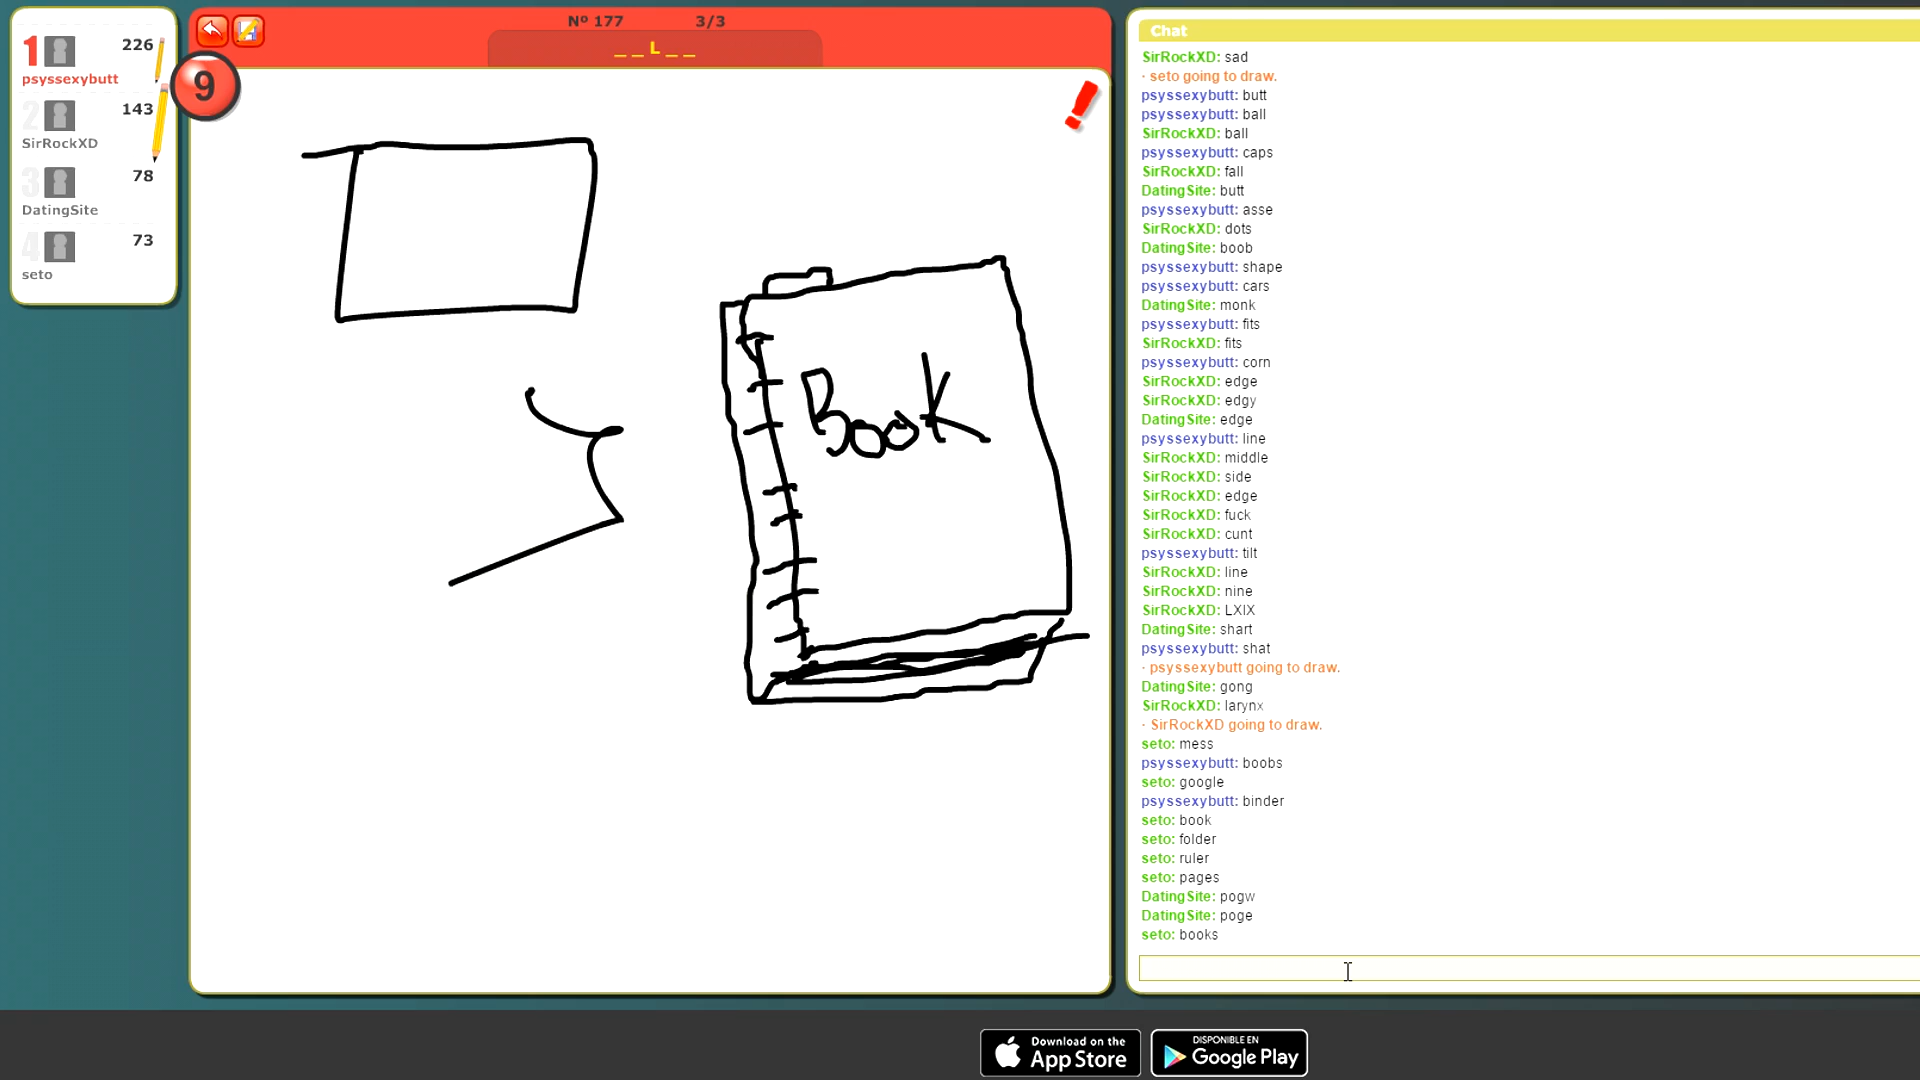 1
226
psyssexybutt
2
143
SirRockXD
3
78
DatingSite
4
73
seto
9
Nº 177
3/3
_ _ L _ _
Book
Chat
SirRockXD: sad
· seto going to draw.
psyssexybutt: butt
psyssexybutt: ball
SirRockXD: ball
psyssexybutt: caps
SirRockXD: fall
DatingSite: butt
psyssexybutt: asse
SirRockXD: dots
DatingSite: boob
psyssexybutt: shape
psyssexybutt: cars
DatingSite: monk
psyssexybutt: fits
SirRockXD: fits
psyssexybutt: corn
SirRockXD: edge
SirRockXD: edgy
DatingSite: edge
psyssexybutt: line
SirRockXD: middle
SirRockXD: side
SirRockXD: edge
SirRockXD: fuck
SirRockXD: cunt
psyssexybutt: tilt
SirRockXD: line
SirRockXD: nine
SirRockXD: LXIX
DatingSite: shart
psyssexybutt: shat
· psyssexybutt going to draw.
DatingSite: gong
SirRockXD: larynx
· SirRockXD going to draw.
seto: mess
psyssexybutt: boobs
seto: google
psyssexybutt: binder
seto: book
seto: folder
seto: ruler
seto: pages
DatingSite: pogw
DatingSite: poge
seto: books
Download on the
App Store
DISPONIBLE EN
Google Play